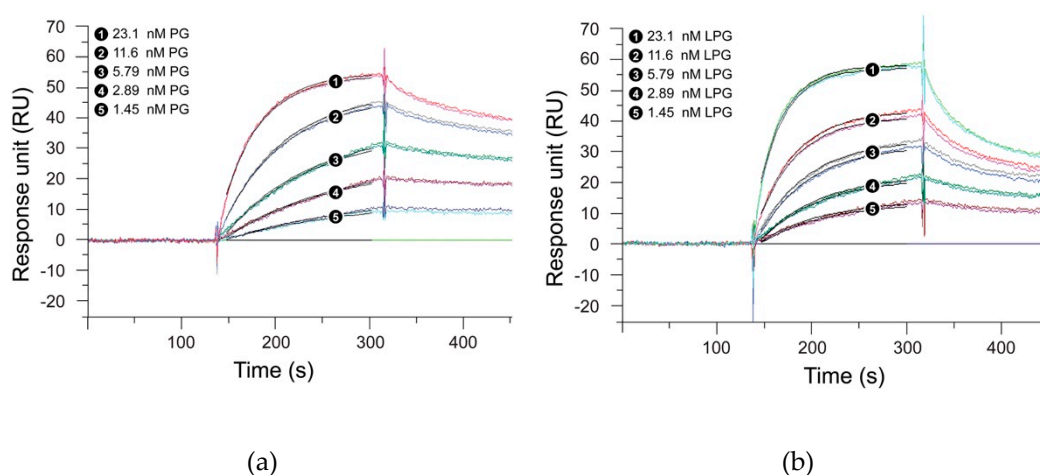 70
60
50
40
30
20
10
0
-10
-20
Response unit (RU)
1 23.1 nM PG
2 11.6 nM PG
3 5.79 nM PG
4 2.89 nM PG
5 1.45 nM PG
1
2
3
4
5
100 200 300 400
Time (s)
(a)
70
60
50
40
30
20
10
0
-10
-20
Response unit (RU)
1 23.1 nM LPG
2 11.6 nM LPG
3 5.79 nM LPG
4 2.89 nM LPG
5 1.45 nM LPG
1
2
3
4
5
100 200 300 400
Time (s)
(b)